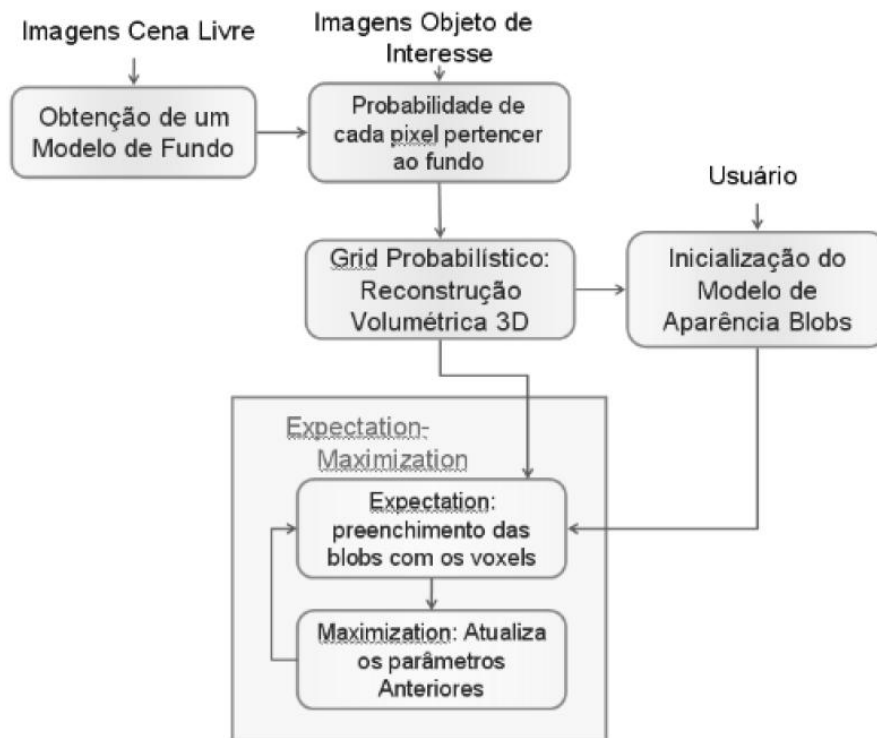 Imagens Cena Livre
Imagens Objeto de
Interesse
Obtenção de um
Modelo de Fundo
Probabilidade de
cada pixel pertencer
ao fundo
Usuário
Grid Probabilístico:
Reconstrução
Volumétrica 3D
Inicialização do
Modelo de
Aparência Blobs
Expectation-
Maximization
Expectation:
preenchimento das
blobs com os voxels
Maximization: Atualiza
os parâmetros
Anteriores